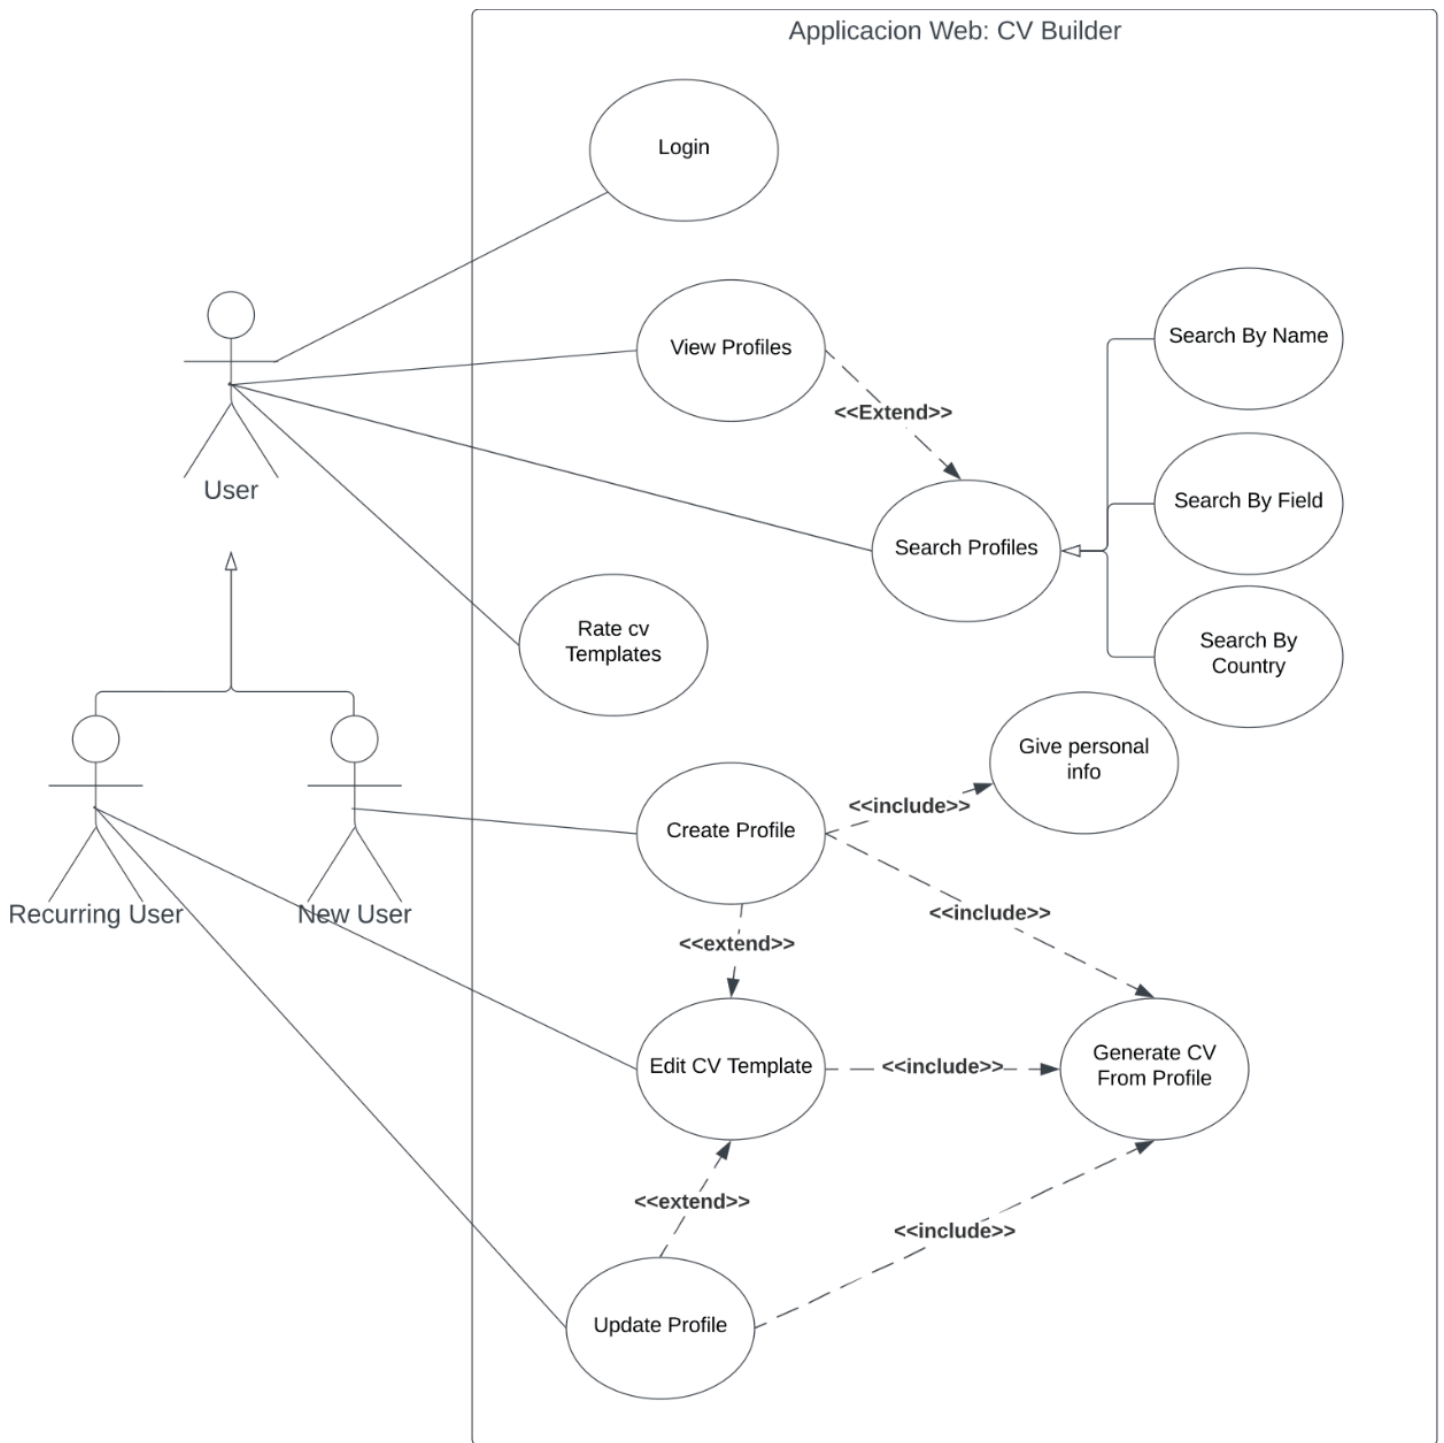 Applicacion Web: CV Builder
Login
View Profiles
Search By Name
<<Extend>>
User
Search By Field
Search Profiles
Rate cv
Templates
Search By
Country
Give personal
info
<<include>>
Create Profile
Recurring User
New User
<<include>>
<<extend>>
Edit CV Template
<<include>>
Generate CV
From Profile
<<extend>>
<<include>>
Update Profile